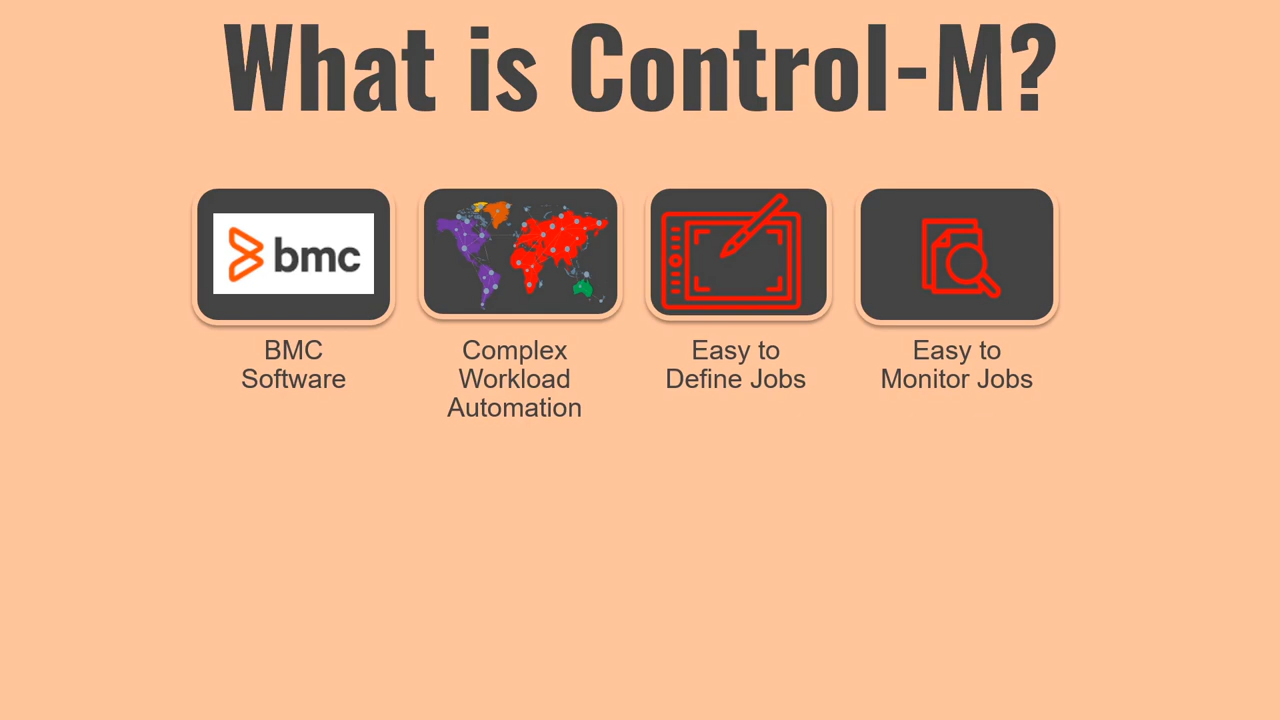 What is Control-M?
bmc
BMC
Software
Complex
Workload
Automation
Easy to
Define Jobs
Easy to
Monitor Jobs